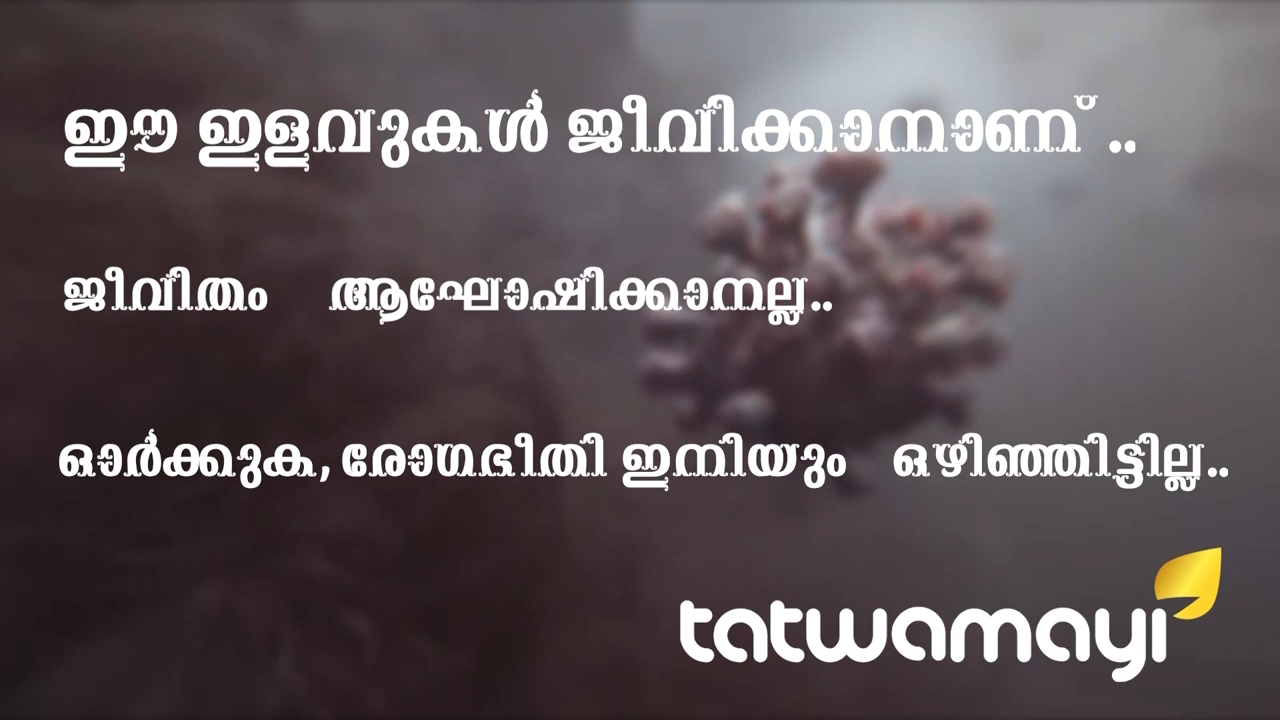 ഈ ഇളവുകൾ ജീവിക്കാനാണ് ..
ജീവിതം ആഘോഷിക്കാനല്ല..
ഓർക്കുക, രോഗഭീതി ഇനിയും ഒഴിഞ്ഞിട്ടില്ല..
tatwamayi